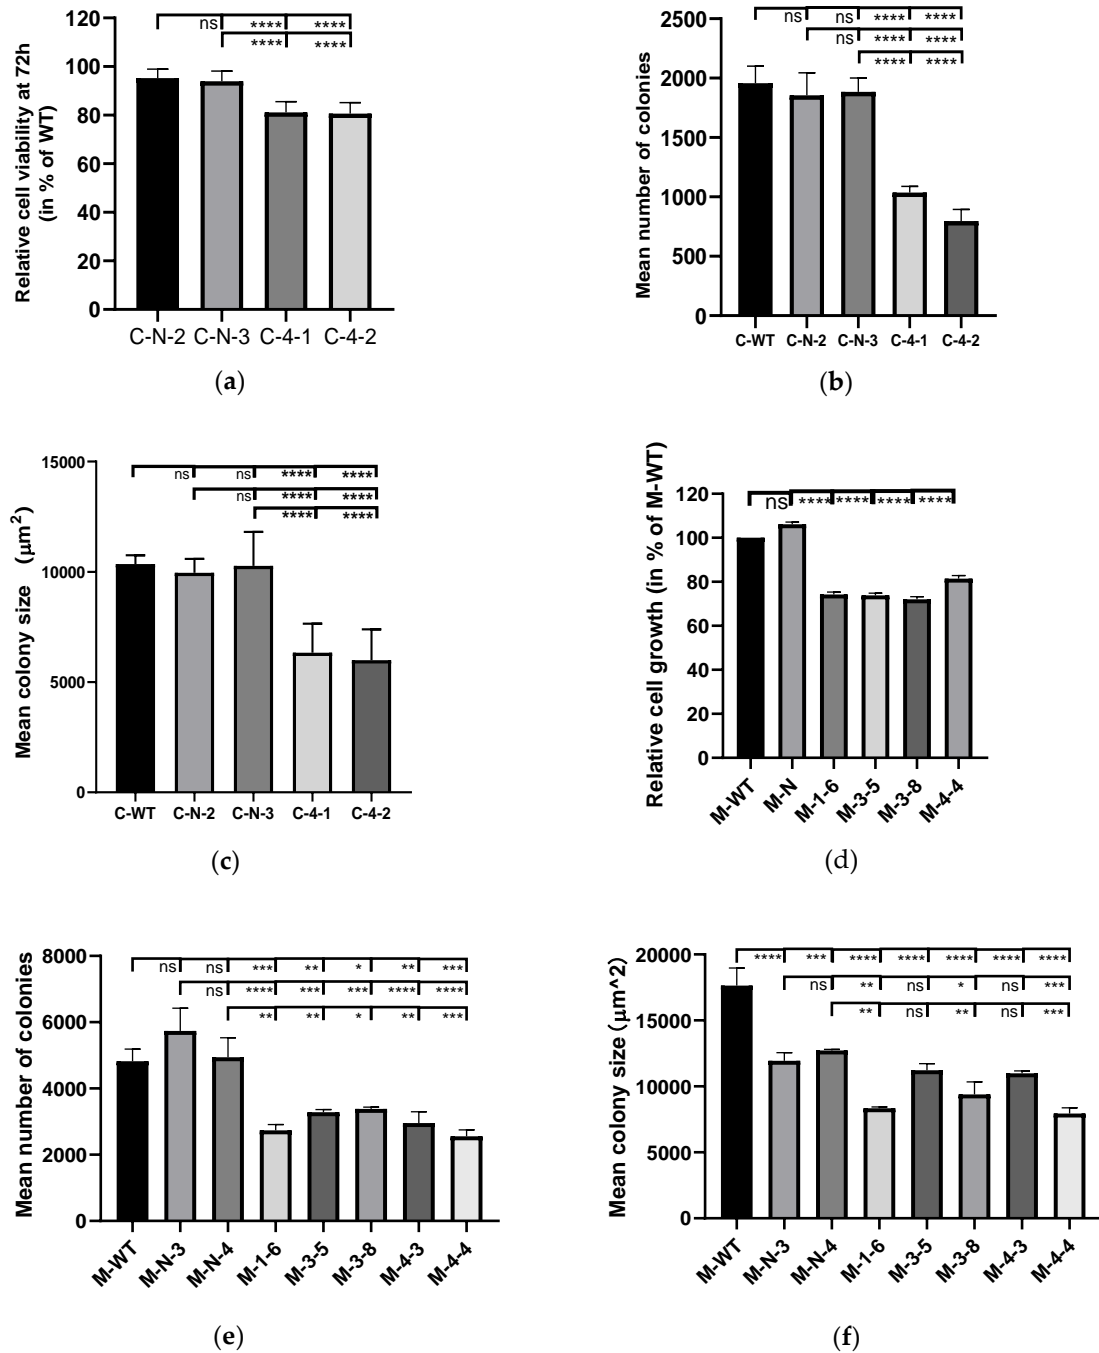 120
100
80
60
40
20
0
Relative cell viability at 72h
(in % of WT)
ns **** ****
**** ****
C-N-2 C-N-3 C-4-1 C-4-2
(a)
2500
2000
1500
1000
500
0
Mean number of colonies
ns ns **** ****
ns **** ****
**** ****
C-WT C-N-2 C-N-3 C-4-1 C-4-2
(b)
15000
10000
5000
0
Mean colony size (μm²)
ns ns **** ****
ns **** ****
**** ****
C-WT C-N-2 C-N-3 C-4-1 C-4-2
(c)
120
100
80
60
40
20
0
Relative cell growth (in % of M-WT)
ns **** **** **** ****
M-WT M-N M-1-6 M-3-5 M-3-8 M-4-4
(d)
8000
6000
4000
2000
0
Mean number of colonies
ns ns *** ** * ** ***
ns **** *** *** **** ****
** ** * ** ***
M-WT M-N-3 M-N-4 M-1-6 M-3-5 M-3-8 M-4-3 M-4-4
(e)
20000
15000
10000
5000
0
Mean colony size (μm^2)
**** *** **** **** **** **** ****
ns ** ns * ns ***
** ns ** ns ***
M-WT M-N-3 M-N-4 M-1-6 M-3-5 M-3-8 M-4-3 M-4-4
(f)